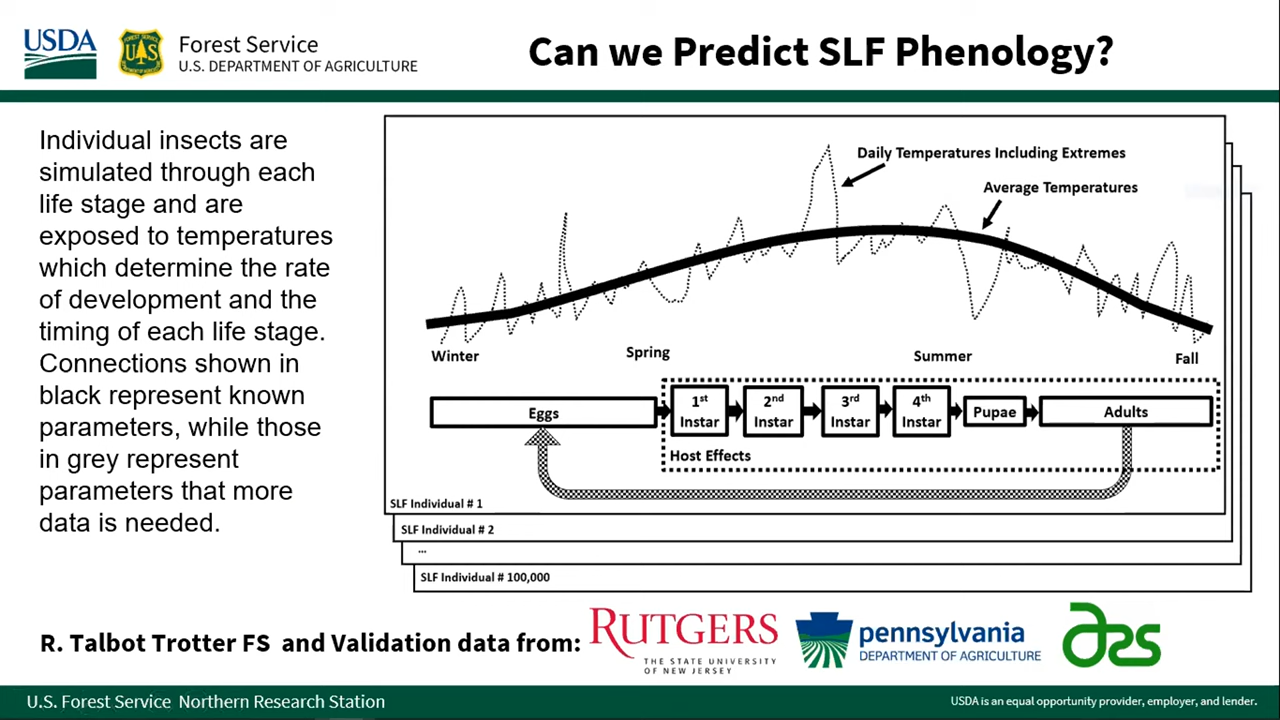 USDA
UAS
Forest Service
U.S. DEPARTMENT OF AGRICULTURE
Can we Predict SLF Phenology?
Individual insects are
simulated through each
life stage and are
exposed to temperatures
which determine the rate
of development and the
timing of each life stage.
Connections shown in
black represent known
parameters, while those
in grey represent
parameters that more
data is needed.
Daily Temperatures Including Extremes
Average Temperatures
Winter
Spring
Summer
Fall
Eggs
1st
Instar
2nd
Instar
3rd
Instar
4th
Instar
Pupae
Adults
Host Effects
SLF Individual # 1
SLF Individual # 2
...
SLF Individual # 100,000
R. Talbot Trotter FS and Validation data from:
RUTGERS
THE STATE UNIVERSITY
OF NEW JERSEY
pennsylvania
DEPARTMENT OF AGRICULTURE
ars
U.S. Forest Service Northern Research Station
USDA is an equal opportunity provider, employer, and lender.